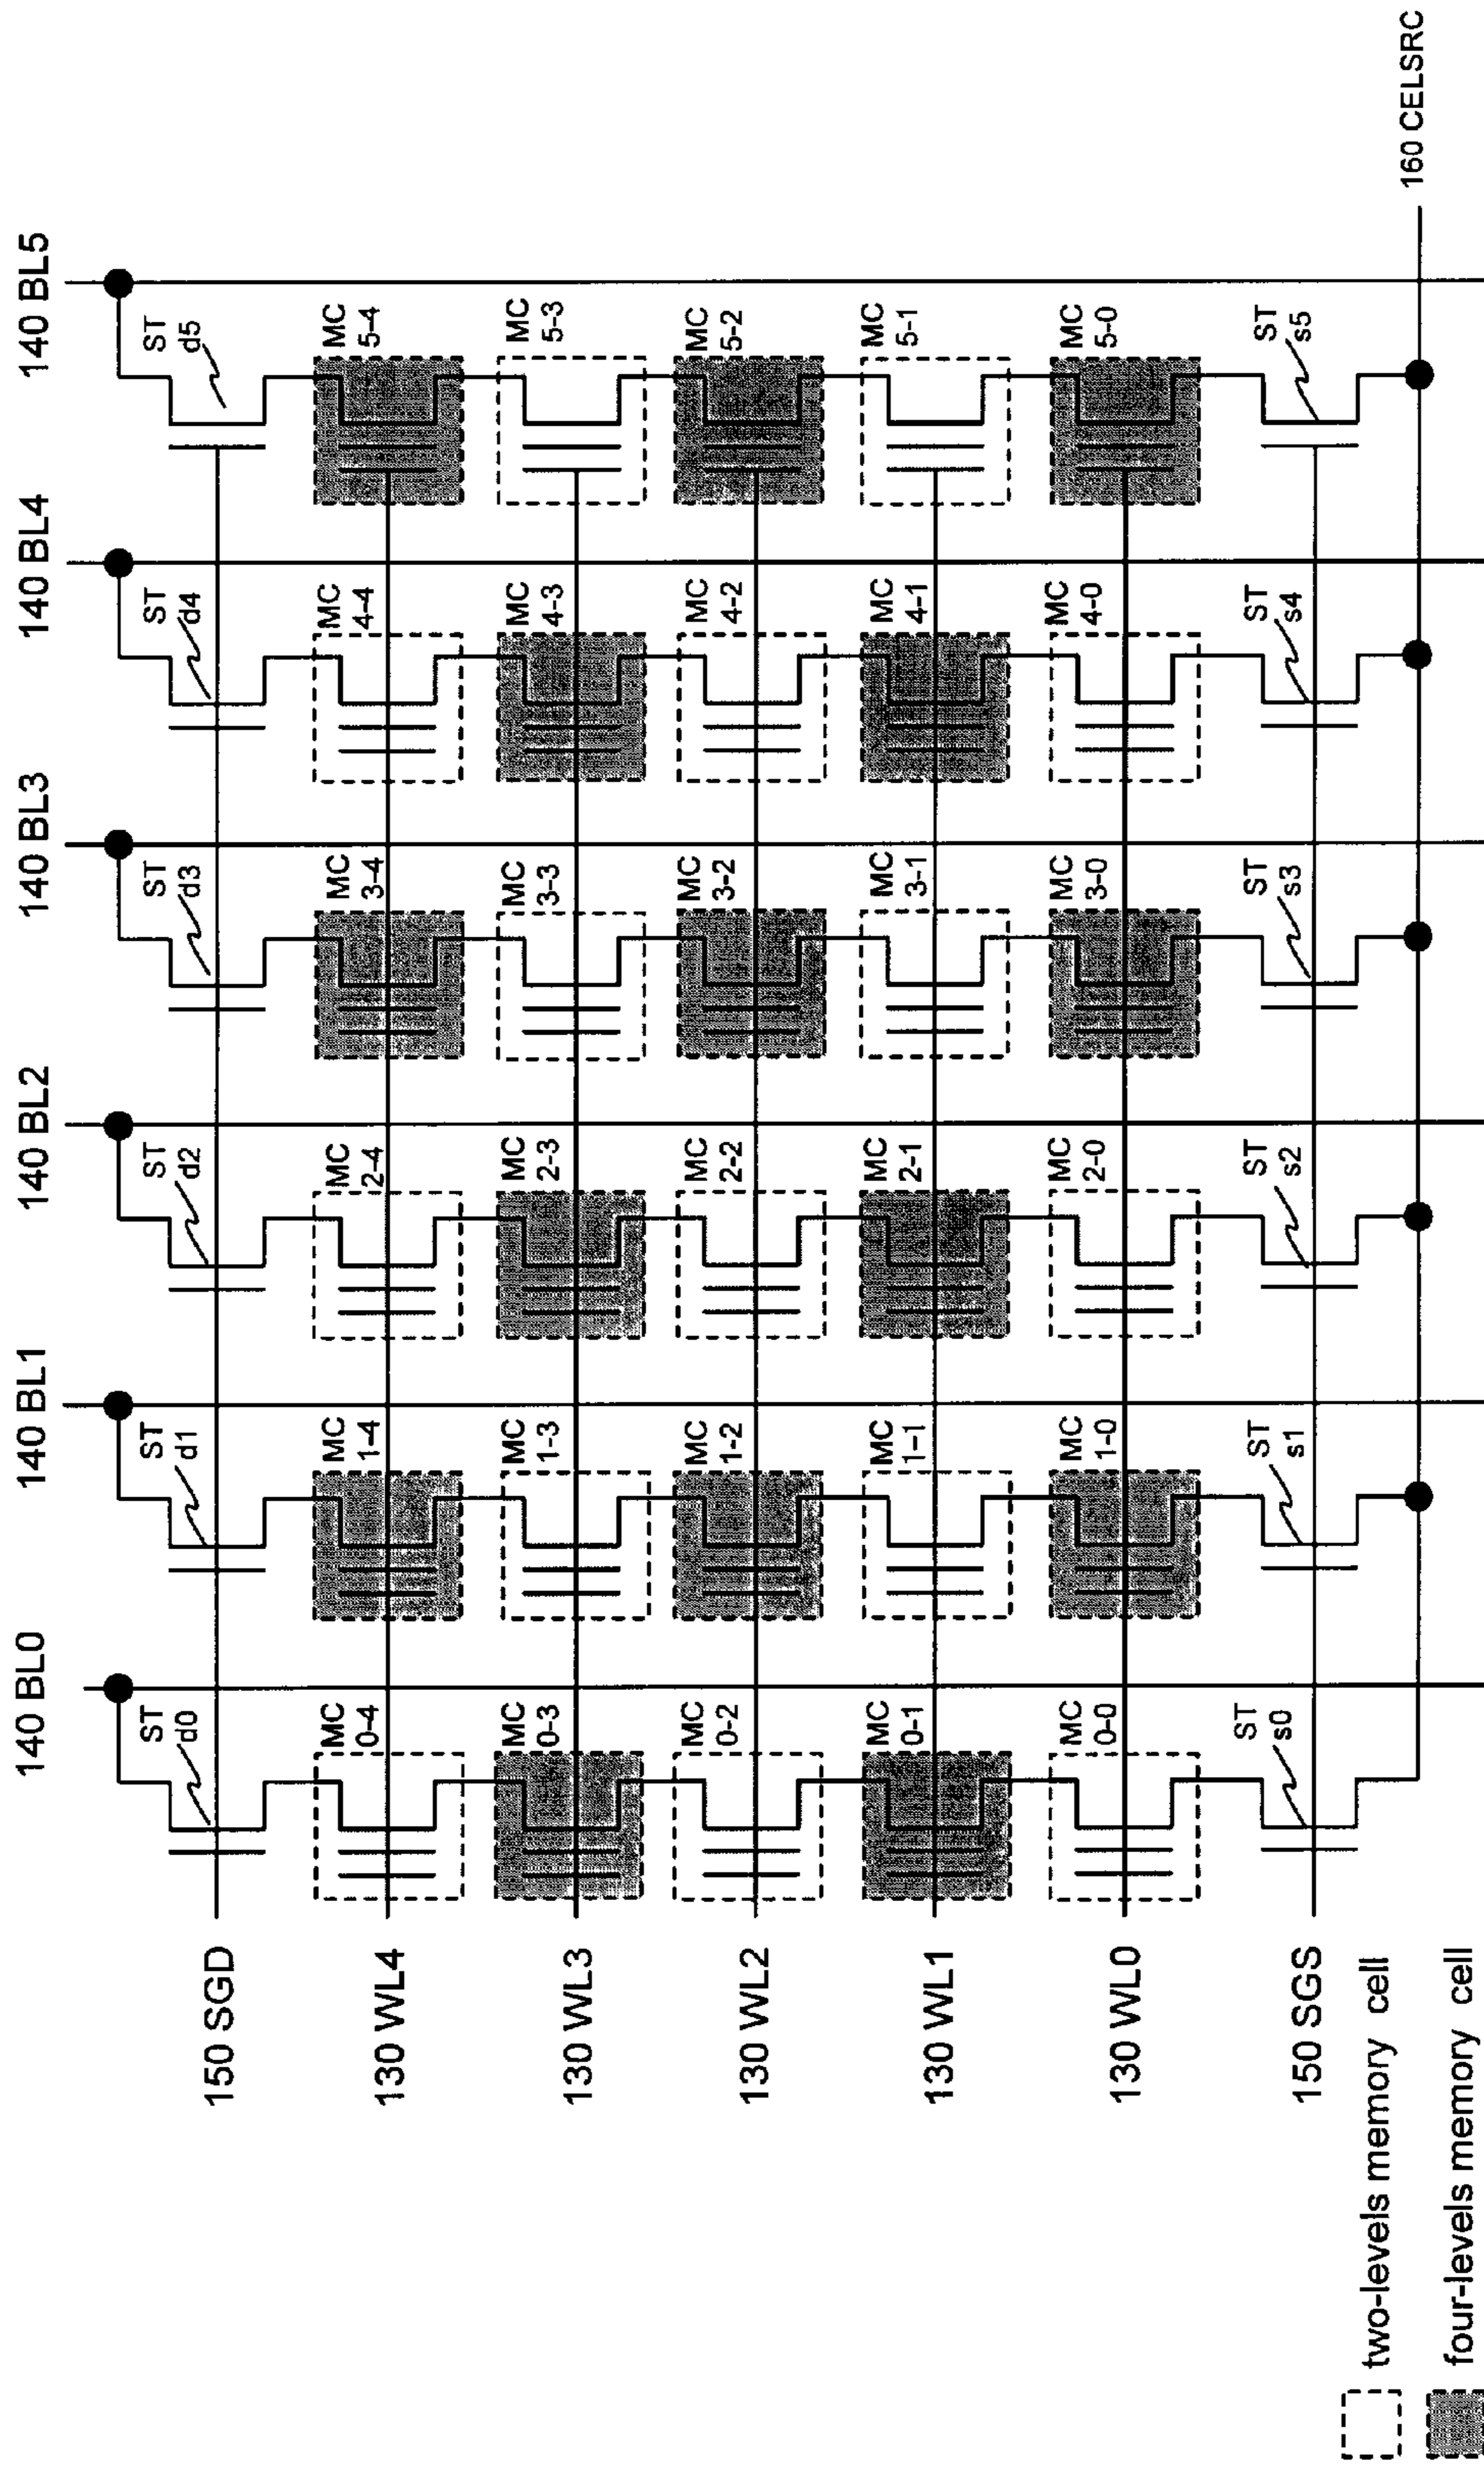 140 BL0
140 BL1
140 BL2
140 BL3
140 BL4
140 BL5
150 SGD
ST
d0
ST
d1
ST
d2
ST
d3
ST
d4
ST
d5
130 WL4
MC
0-4
MC
1-4
MC
2-4
MC
3-4
MC
4-4
MC
5-4
130 WL3
MC
0-3
MC
1-3
MC
2-3
MC
3-3
MC
4-3
MC
5-3
130 WL2
MC
0-2
MC
1-2
MC
2-2
MC
3-2
MC
4-2
MC
5-2
130 WL1
MC
0-1
MC
1-1
MC
2-1
MC
3-1
MC
4-1
MC
5-1
130 WL0
MC
0-0
MC
1-0
MC
2-0
MC
3-0
MC
4-0
MC
5-0
150 SGS
ST
s0
ST
s1
ST
s2
ST
s3
ST
s4
ST
s5
160 CELSRC
two-levels memory cell
four-levels memory cell